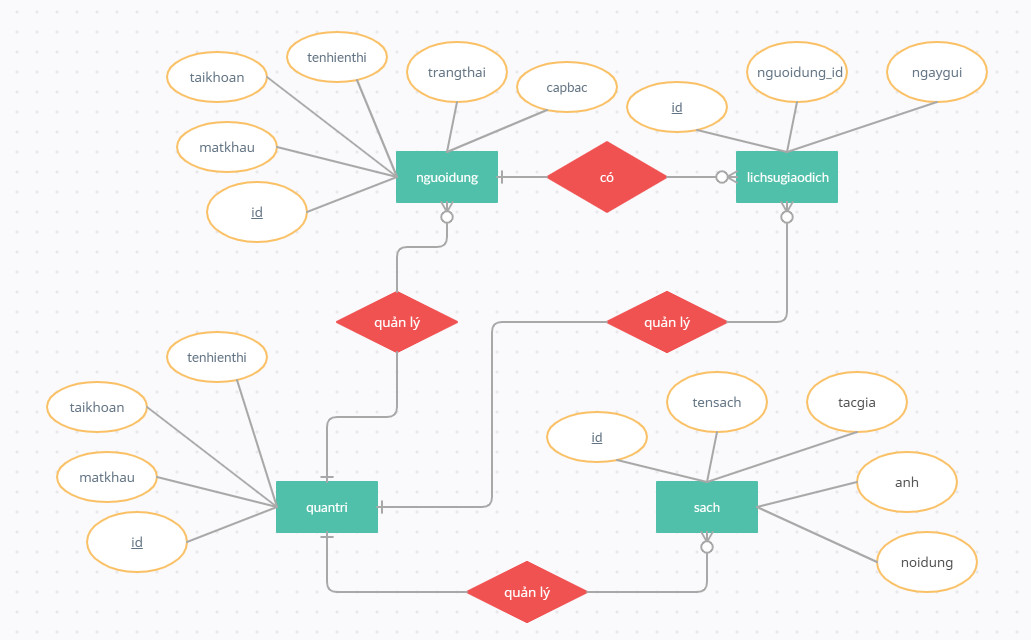 tenhienthi
taikhoan
trangthai
capbac
nguoidung_id
ngaygui
id
matkhau
nguoidung
có
lichsugiaodich
id
quản lý
quản lý
tenhienthi
taikhoan
tensach
tacgia
id
matkhau
anh
quantri
sach
id
noidung
quản lý